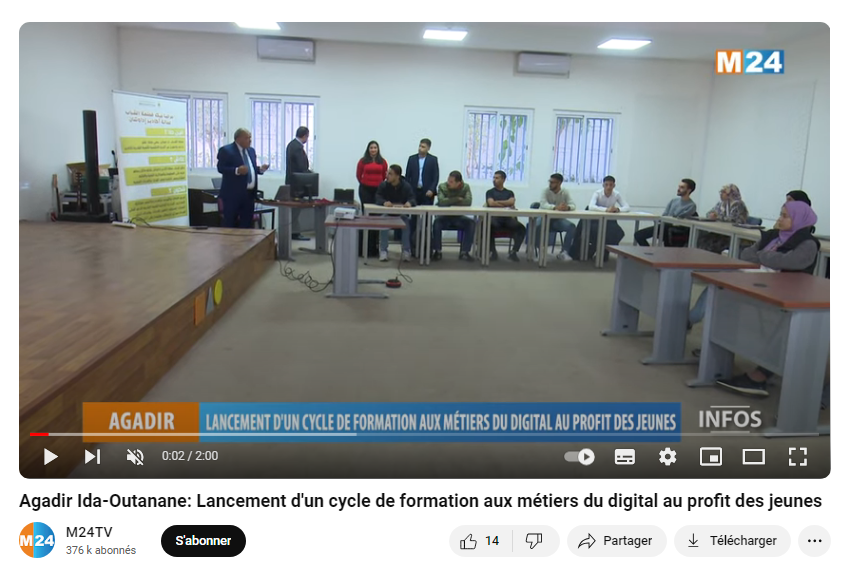 M24
AGADIR
LANCEMENT D'UN CYCLE DE FORMATION AUX MÉTIERS DU DIGITAL AU PROFIT DES JEUNES
INFOS
0:02 / 2:00
Agadir Ida-Outanane: Lancement d'un cycle de formation aux métiers du digital au profit des jeunes
M24
M24TV
376 k abonnés
S'abonner
14
Partager
Télécharger